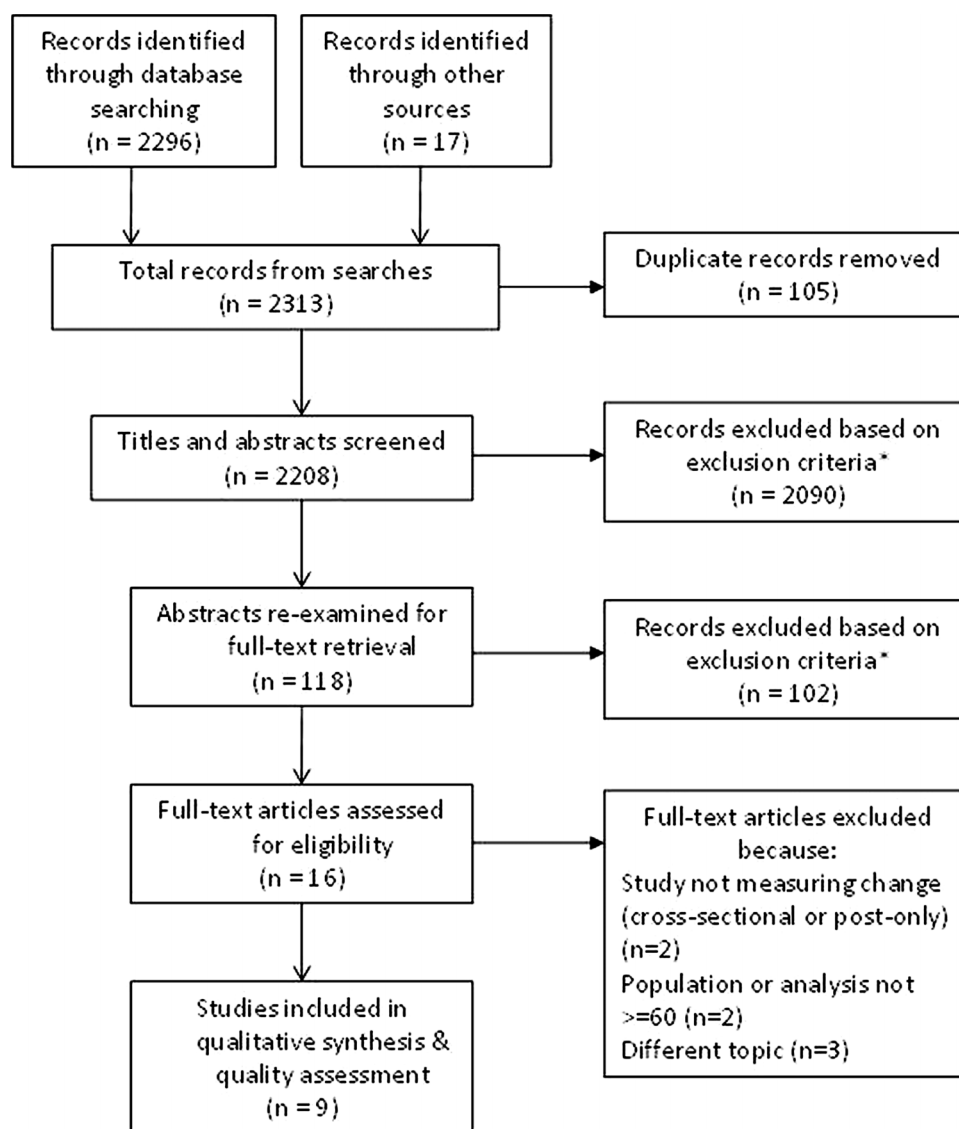 Records identified
through database
searching
(n = 2296)
Records identified
through other
sources
(n = 17)
Total records from searches
(n = 2313)
Duplicate records removed
(n = 105)
Titles and abstracts screened
(n = 2208)
Records excluded based on
exclusion criteria*
(n = 2090)
Abstracts re-examined for
full-text retrieval
(n = 118)
Records excluded based on
exclusion criteria*
(n = 102)
Full-text articles assessed
for eligibility
(n = 16)
Full-text articles excluded
because:
Study not measuring change
(cross-sectional or post-only)
(n=2)
Population or analysis not
>=60 (n=2)
Different topic (n=3)
Studies included in
qualitative synthesis &
quality assessment
(n = 9)